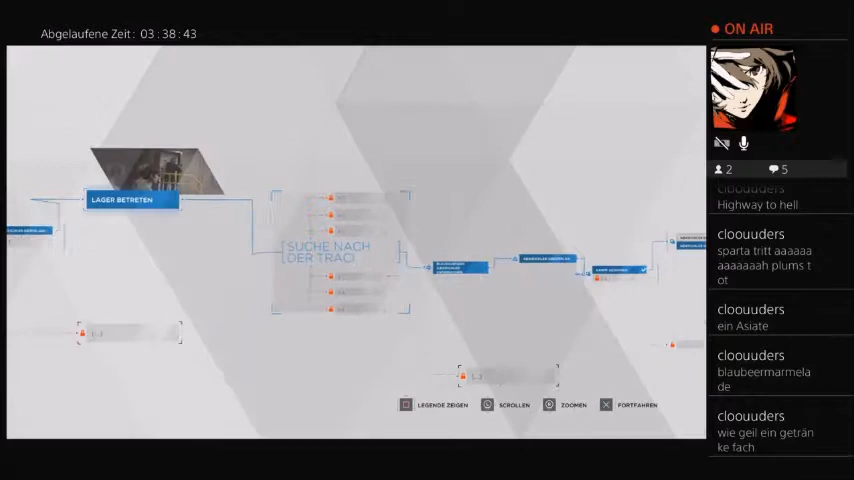 Abgelaufene Zeit: 03:38:43
ON AIR
2
5
LAGER BETRETEN
SUCHE NACH
DER TRACI
LEGENDE ZEIGEN
SCROLLEN
ZOOMEN
FORTFAHREN
cloouuders
Highway to hell
cloouuders
sparta tritt aaaaaa
aaaaaaah plums t
ot
cloouuders
ein Asiate
cloouuders
blaubeermarmela
de
cloouuders
wie geil ein geträn
ke fach